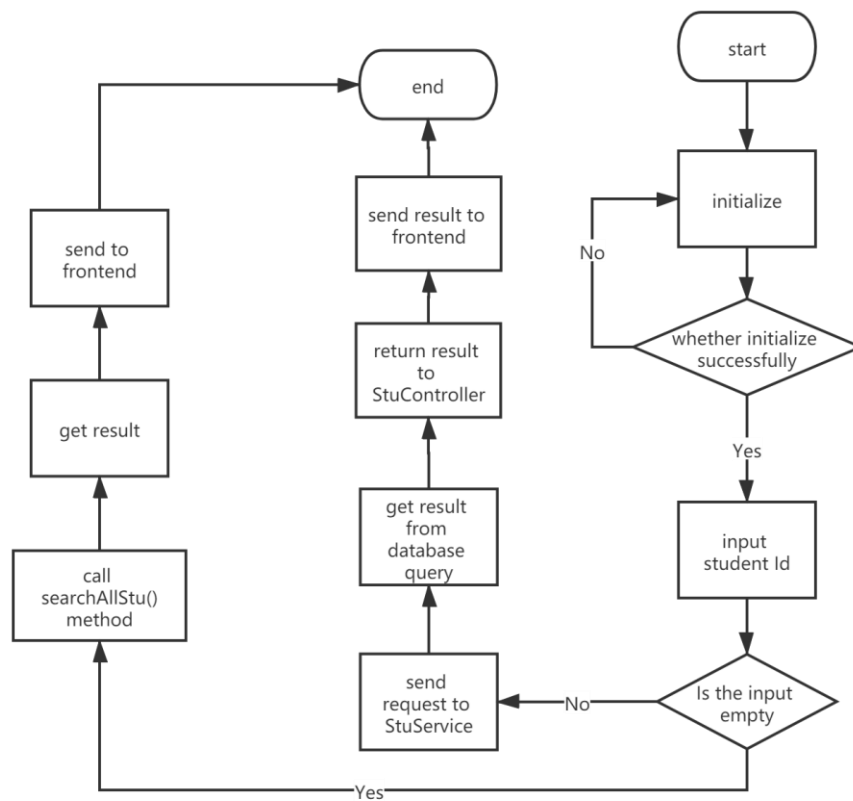 start
end
initialize
No
whether initialize
successfully
Yes
input
student Id
Is the input
empty
No
send
request to
StuService
get result
from
database
query
return result
to
StuController
send result to
frontend
Yes
call
searchAllStu()
method
get result
send to
frontend